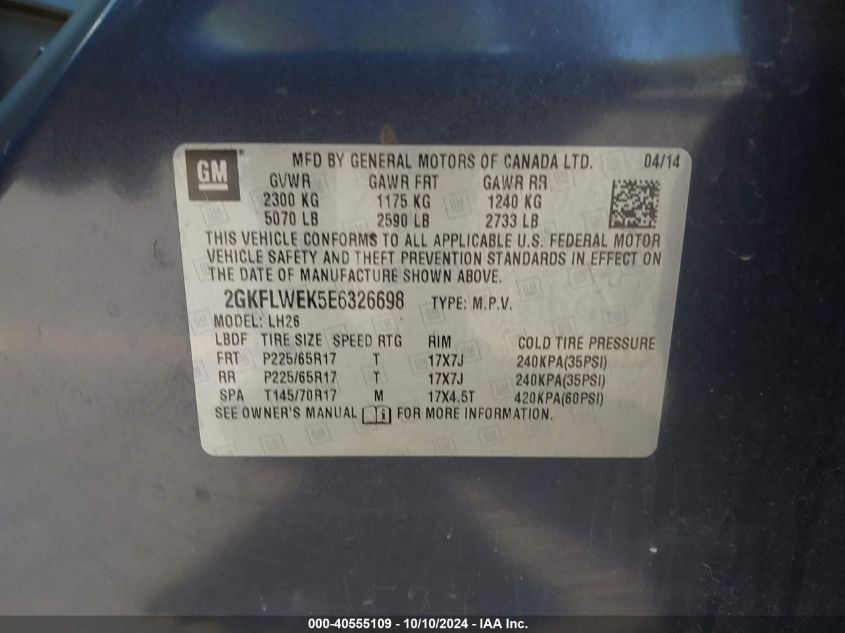 GM® MFD BY GENERAL MOTORS OF CANADA LTD. 04/14
GVWR GAWR FRT GAWR RR
2300 KG 1175 KG 1240 KG
5070 LB 2590 LB 2733 LB
THIS VEHICLE CONFORMS TO ALL APPLICABLE U.S. FEDERAL MOTOR
VEHICLE SAFETY AND THEFT PREVENTION STANDARDS IN EFFECT ON
THE DATE OF MANUFACTURE SHOWN ABOVE.
2GKFLWEK5E6326698 TYPE: M.P.V.
MODEL: LH26
LBDF TIRE SIZE SPEED RTG RIM COLD TIRE PRESSURE
FRT P225/65R17 T 17X7J 240KPA(35PSI)
RR P225/65R17 T 17X7J 240KPA(35PSI)
SPA T145/70R17 M 17X4.5T 420KPA(60PSI)
SEE OWNER'S MANUAL i FOR MORE INFORMATION.
000-40555109 - 10/10/2024 - IAA Inc.